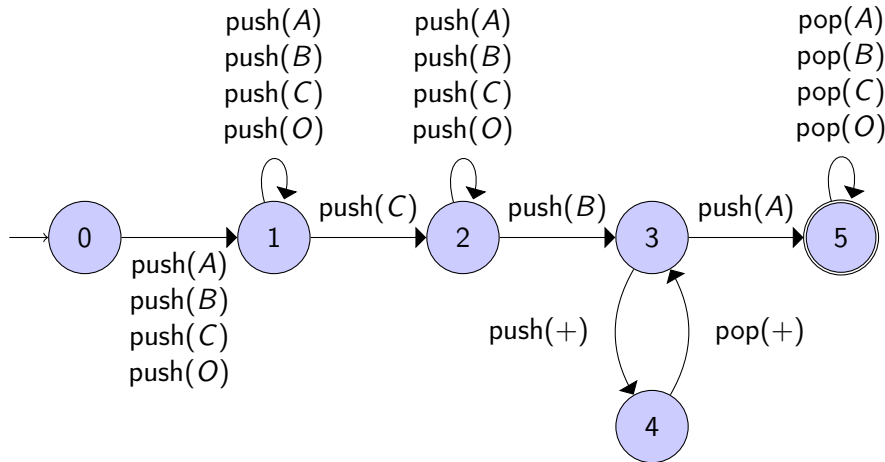 push(A)
push(B)
push(C)
push(O)
push(A)
push(B)
push(C)
push(O)
pop(A)
pop(B)
pop(C)
pop(O)
0
1
push(C)
2
push(B)
3
push(A)
5
push(A)
push(B)
push(C)
push(O)
push(+)
pop(+)
4